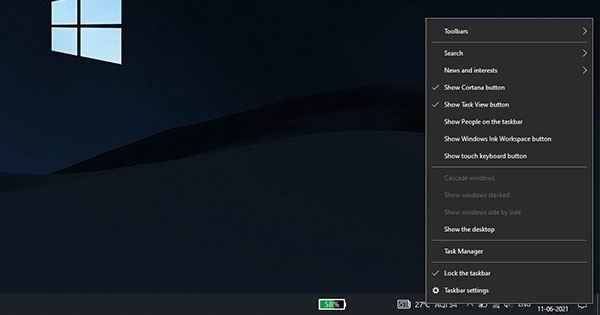 Toolbars
Search
News and interests
Show Cortana button
Show Task View button
Show People on the taskbar
Show Windows Ink Workspace button
Show touch keyboard button
Cascade windows
Show windows stacked
Show windows side by side
Show the desktop
Task Manager
Lock the taskbar
Taskbar settings
58% 27°C AQI 54 ENG
11-06-2021